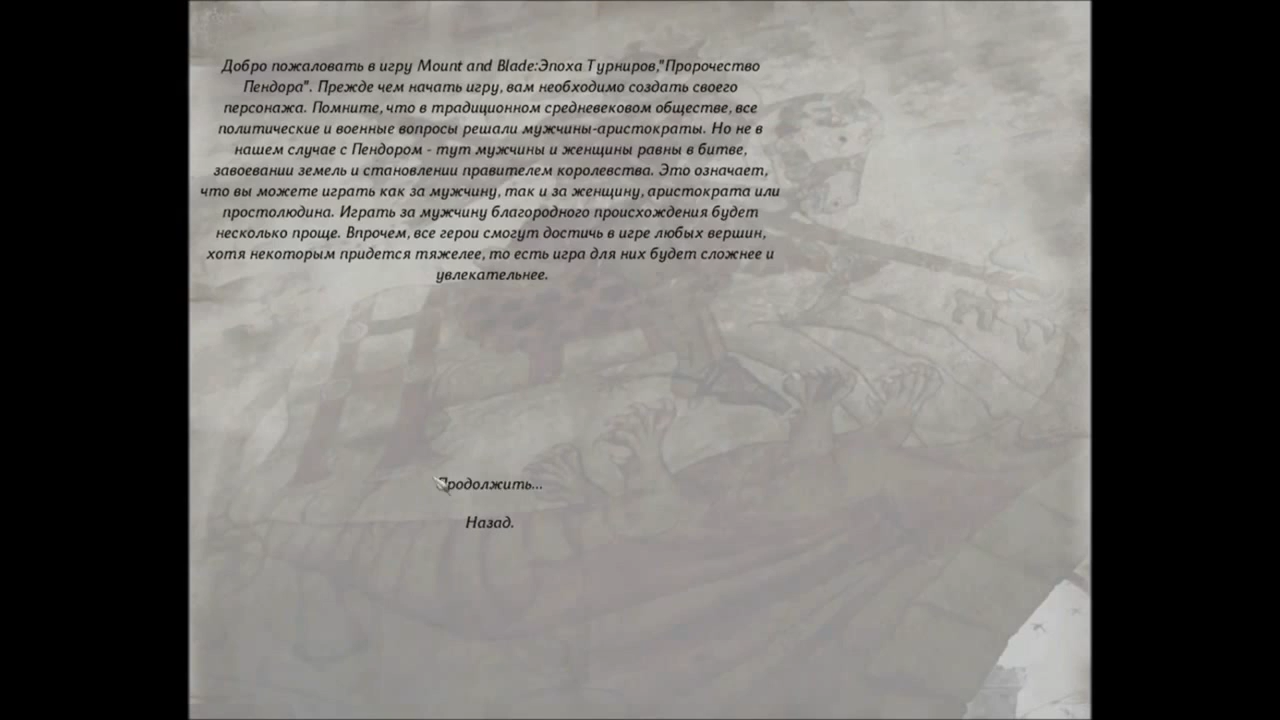 Добро пожаловать в игру Mount and Blade:Эпоха Турниров,"Пророчество
Пендора". Прежде чем начать игру, вам необходимо создать своего
персонажа. Помните, что в традиционном средневековом обществе, все
политические и военные вопросы решали мужчины-аристократы. Но не в
нашем случае с Пендором - тут мужчины и женщины равны в битве,
завоевании земель и становлении правителем королевства. Это означает,
что вы можете играть как за мужчину, так и за женщину, аристократа или
простолюдина. Играть за мужчину благородного происхождения будет
несколько проще. Впрочем, все герои смогут достичь в игре любых вершин,
хотя некоторым придется тяжелее, то есть игра для них будет сложнее и
увлекательнее.
Продолжить...
Назад.